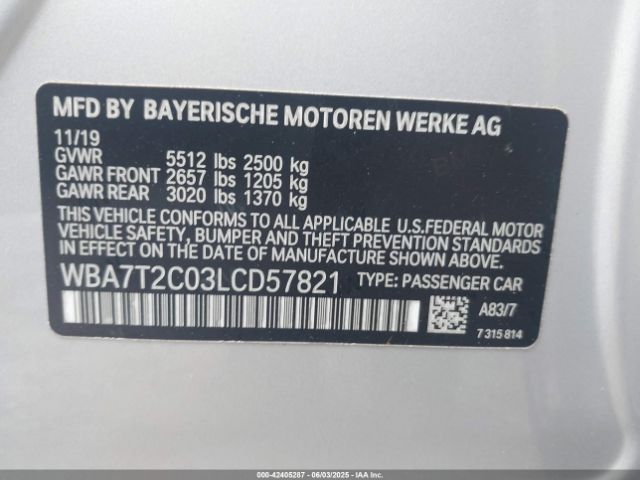 MFD BY BAYERISCHE MOTOREN WERKE AG
11/19
GVWR 5512 lbs 2500 kg
GAWR FRONT 2657 lbs 1205 kg
GAWR REAR 3020 lbs 1370 kg
THIS VEHICLE CONFORMS TO ALL APPLICABLE U.S.FEDERAL MOTOR
VEHICLE SAFETY, BUMPER AND THEFT PREVENTION STANDARDS
IN EFFECT ON THE DATE OF MANUFACTURE SHOWN ABOVE.
WBA7T2C03LCD57821 TYPE: PASSENGER CAR
A83/7
7 315 814
000-42405287 - 06/03/2025 - IAAI.COM